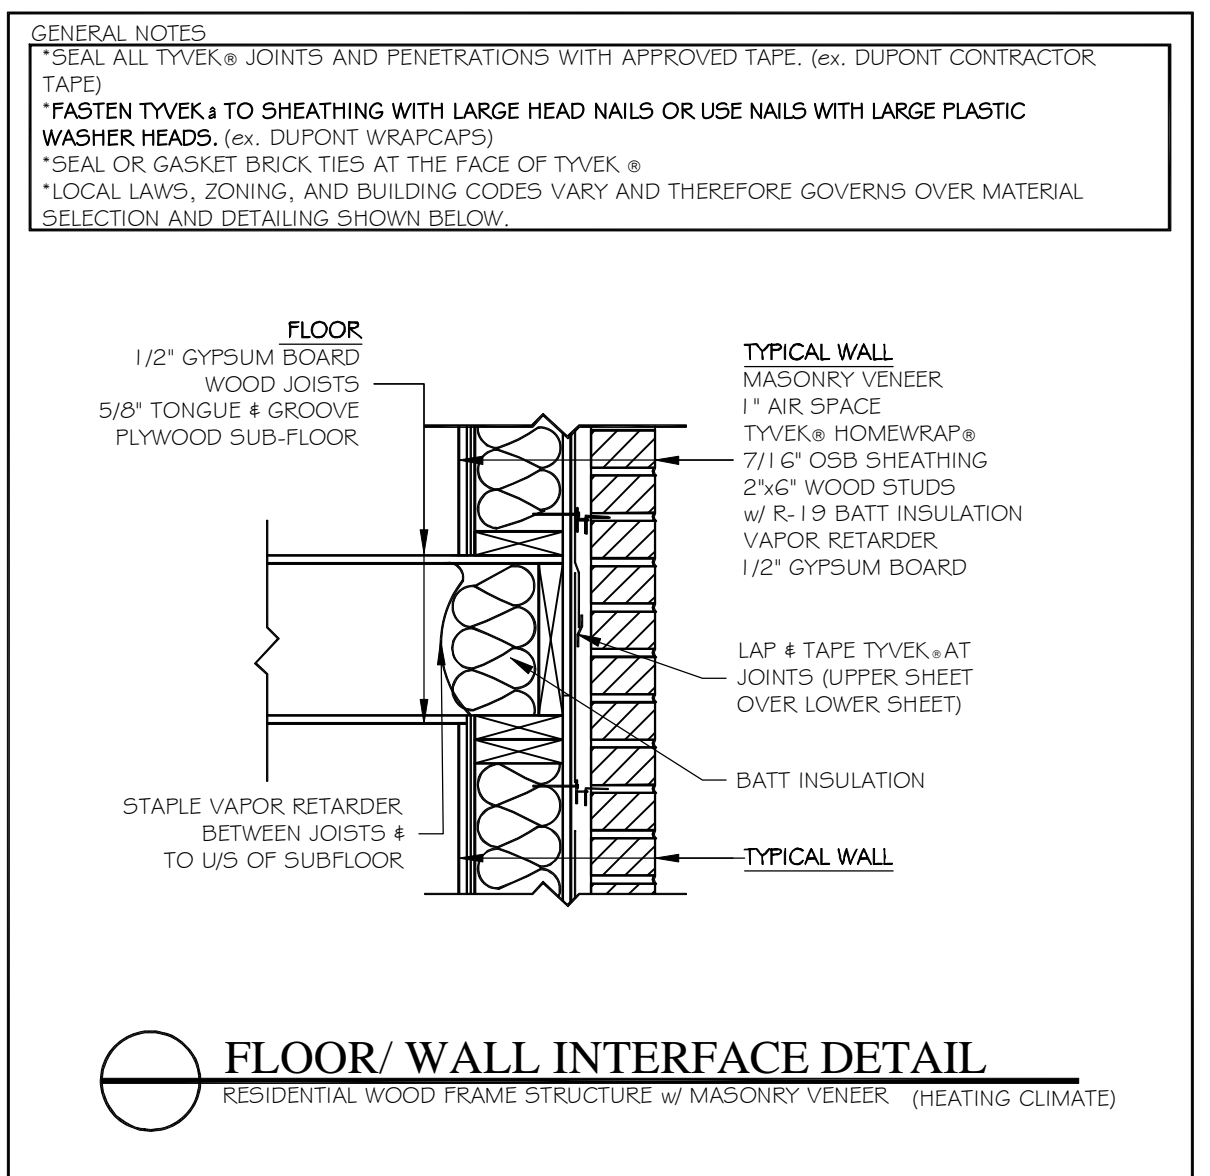 GENERAL NOTES
*SEAL ALL TYVEK® JOINTS AND PENETRATIONS WITH APPROVED TAPE. (ex. DUPONT CONTRACTOR
TAPE)
*FASTEN TYVEK â TO SHEATHING WITH LARGE HEAD NAILS OR USE NAILS WITH LARGE PLASTIC
WASHER HEADS. (ex. DUPONT WRAPCAPS)
*SEAL OR GASKET BRICK TIES AT THE FACE OF TYVEK ®
*LOCAL LAWS, ZONING, AND BUILDING CODES VARY AND THEREFORE GOVERNS OVER MATERIAL
SELECTION AND DETAILING SHOWN BELOW.
FLOOR
1/2" GYPSUM BOARD
WOOD JOISTS
5/8" TONGUE & GROOVE
PLYWOOD SUB-FLOOR
TYPICAL WALL
MASONRY VENEER
1" AIR SPACE
TYVEK® HOMEWRAP®
7/16" OSB SHEATHING
2"x6" WOOD STUDS
w/ R-19 BATT INSULATION
VAPOR RETARDER
1/2" GYPSUM BOARD
LAP & TAPE TYVEK® AT
JOINTS (UPPER SHEET
OVER LOWER SHEET)
BATT INSULATION
STAPLE VAPOR RETARDER
BETWEEN JOISTS &
TO U/S OF SUBFLOOR
TYPICAL WALL
FLOOR/ WALL INTERFACE DETAIL
RESIDENTIAL WOOD FRAME STRUCTURE w/ MASONRY VENEER (HEATING CLIMATE)